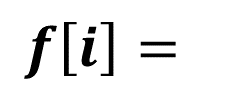 f[i] =